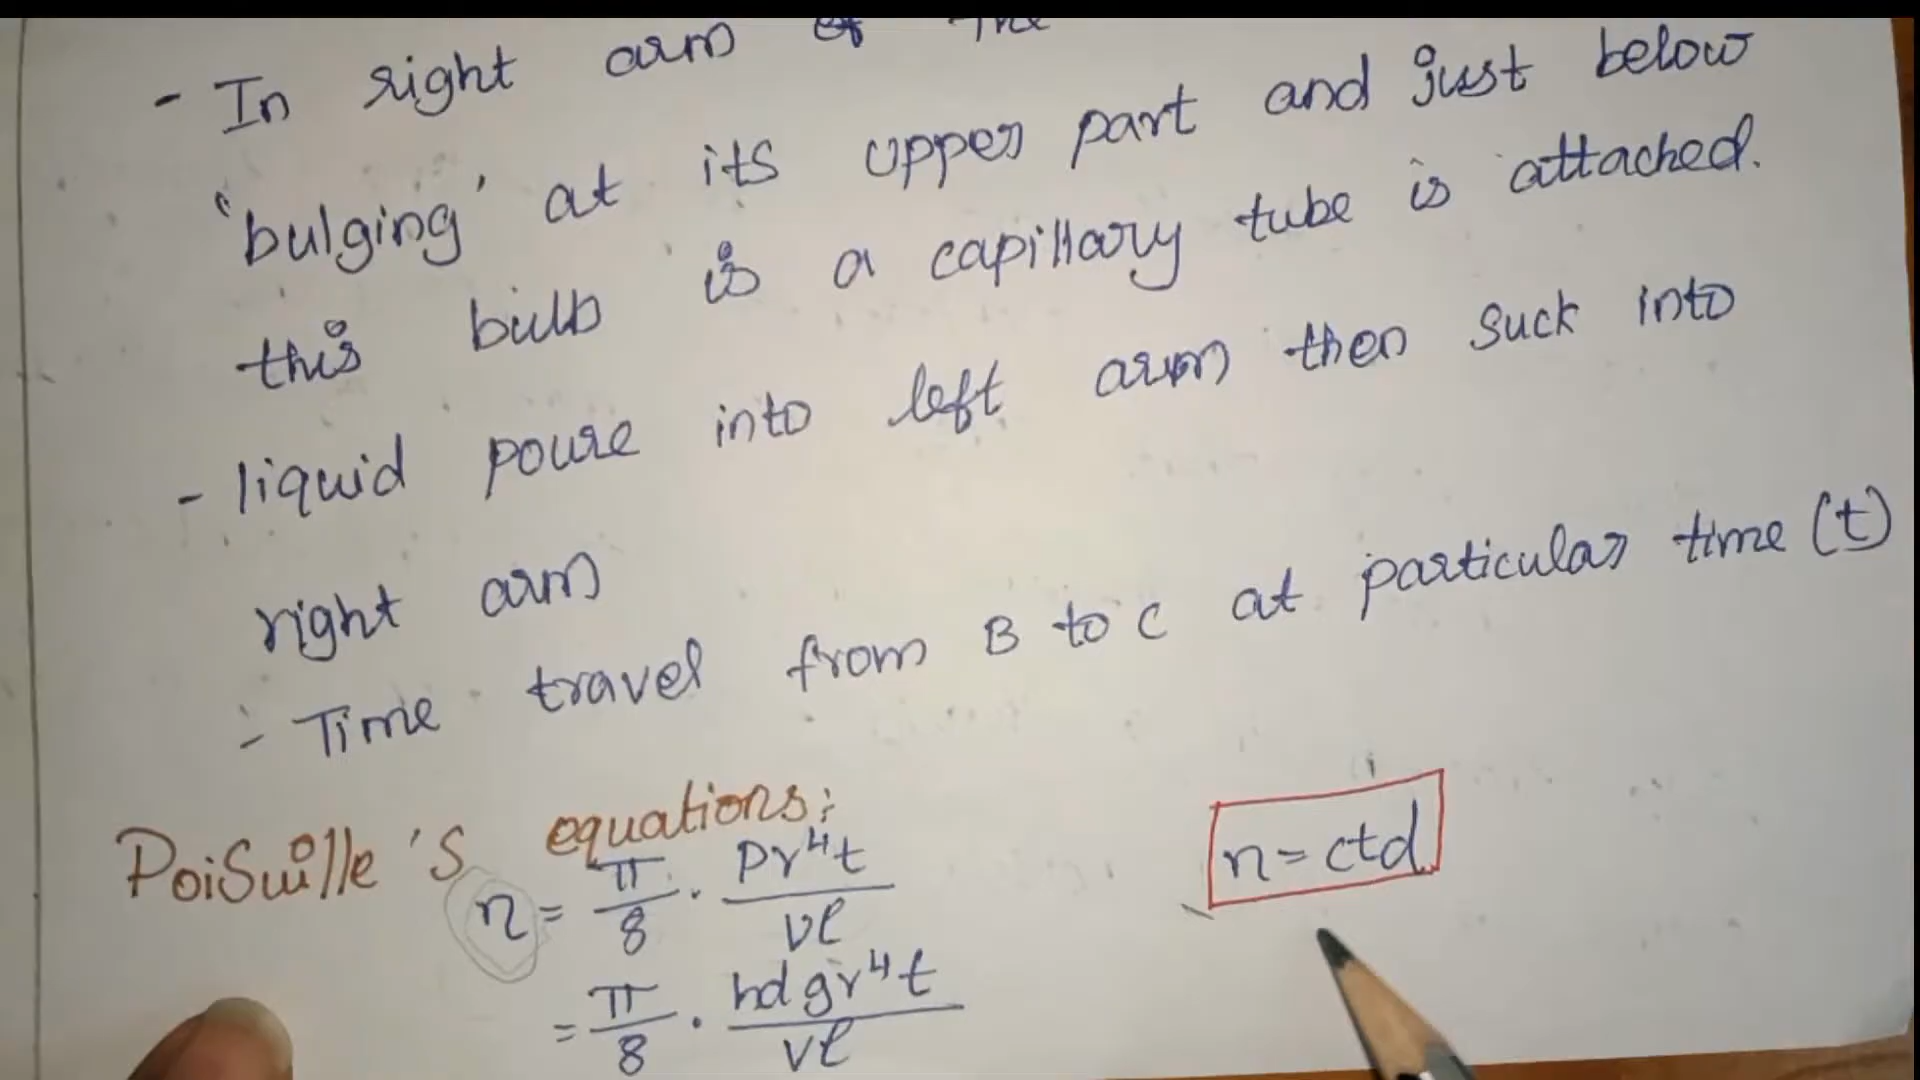 - In right arm of the
'bulging' at its upper part and just below
this bulb is a capillary tube is attached.
- liquid poure into left arm then suck into
right arm
- Time travel from B to C at particular time (t)
Poisuille's equations:
η = π/8 · pr⁴t/vl
= π/8 · hdgr⁴t/vl
η = ctd